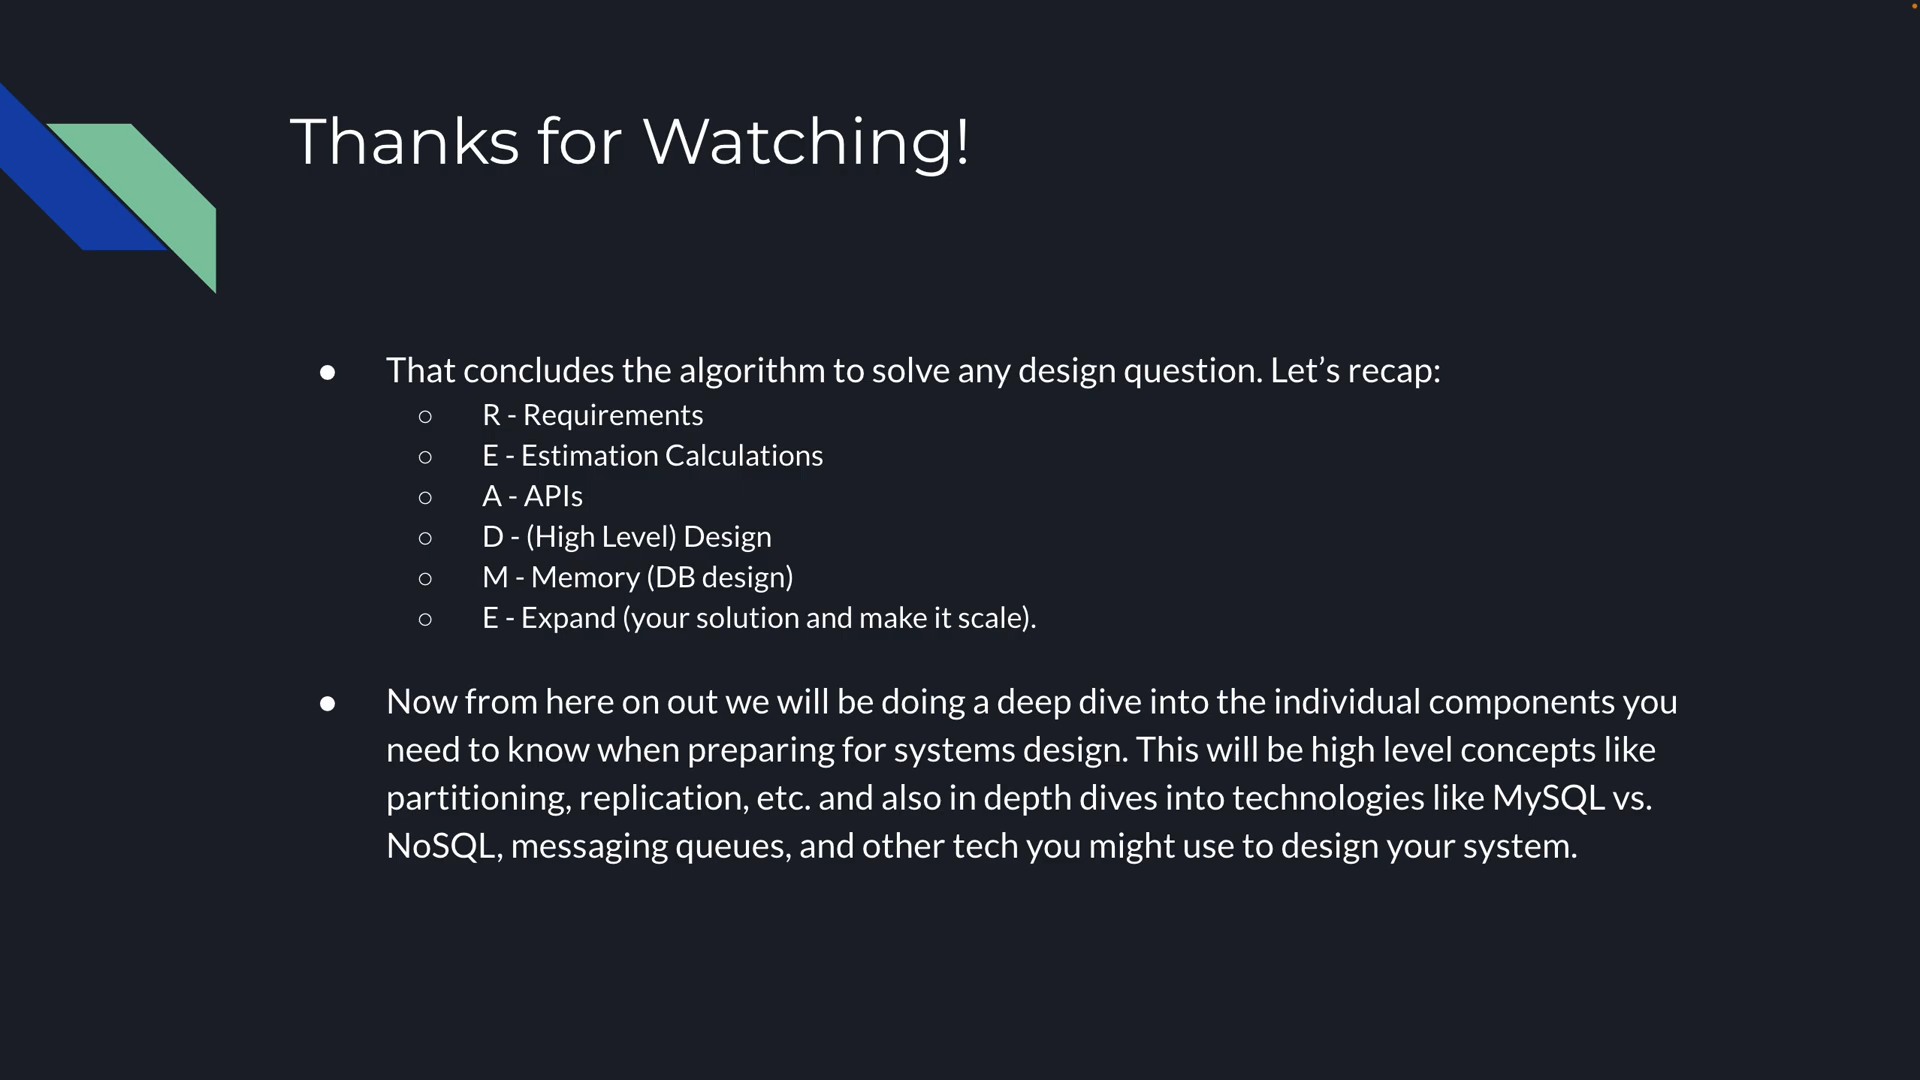 Thanks for Watching!
● That concludes the algorithm to solve any design question. Let’s recap:
○ R - Requirements
○ E - Estimation Calculations
○ A - APIs
○ D - (High Level) Design
○ M - Memory (DB design)
○ E - Expand (your solution and make it scale).
● Now from here on out we will be doing a deep dive into the individual components you
need to know when preparing for systems design. This will be high level concepts like
partitioning, replication, etc. and also in depth dives into technologies like MySQL vs.
NoSQL, messaging queues, and other tech you might use to design your system.